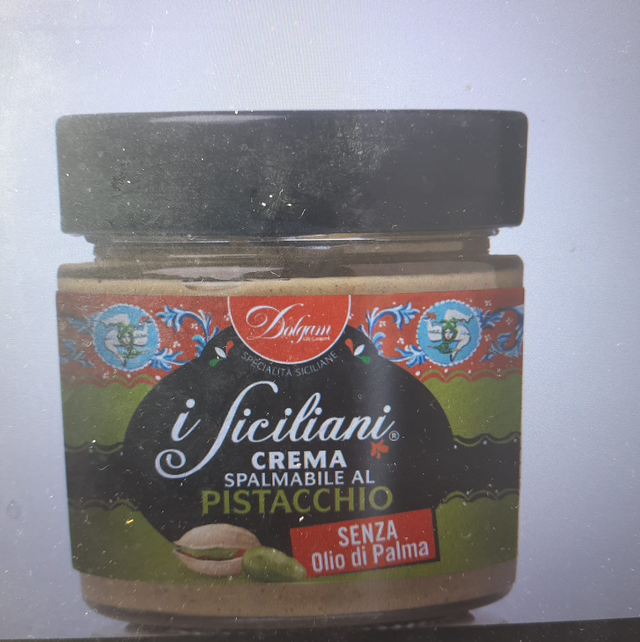 Dolgam
SPECIALITÀ SICILIANE
i Siciliani®
CREMA
SPALMABILE AL
PISTACCHIO
SENZA
Olio di Palma